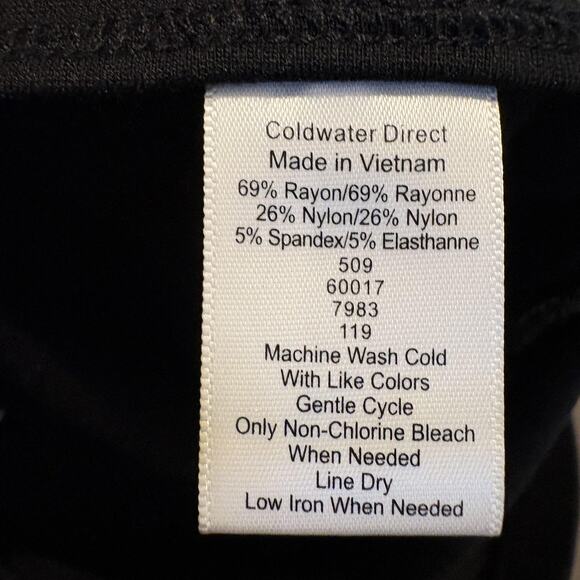 Coldwater Direct
Made in Vietnam
69% Rayon/69% Rayonne
26% Nylon/26% Nylon
5% Spandex/5% Elasthanne
509
60017
7983
119
Machine Wash Cold
With Like Colors
Gentle Cycle
Only Non-Chlorine Bleach
When Needed
Line Dry
Low Iron When Needed